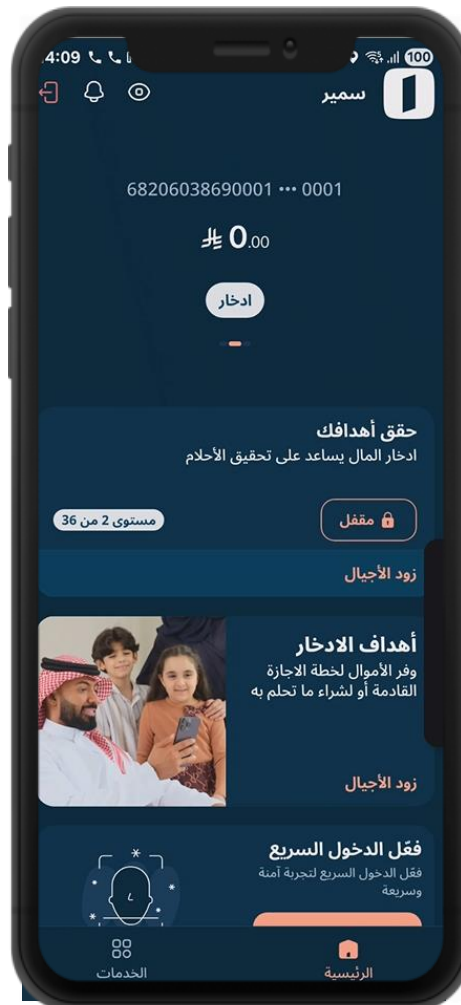 4:09
100
سمير
68206038690001 ••• 0001
0.00
ادخار
حقق أهدافك
ادخار المال يساعد على تحقيق الأحلام
مقفل
مستوى 2 من 36
زود الأجيال
أهداف الادخار
وفر الأموال لخطة الاجازة
القادمة أو لشراء ما تحلم به
زود الأجيال
فعّل الدخول السريع
فعّل الدخول السريع لتجربة آمنة
وسريعة
الرئيسية
الخدمات